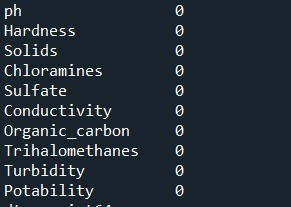 ph 0
Hardness 0
Solids 0
Chloramines 0
Sulfate 0
Conductivity 0
Organic_carbon 0
Trihalomethanes 0
Turbidity 0
Potability 0